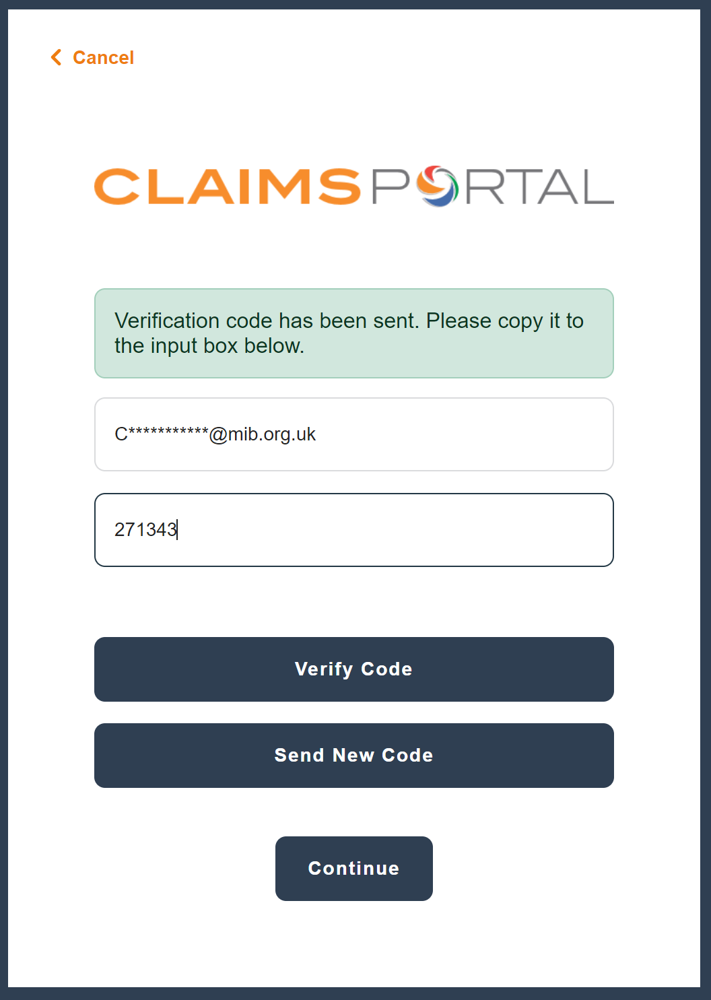 Cancel
CLAIMSPORTAL
Verification code has been sent. Please copy it to
the input box below.
C***********@mib.org.uk
271343
Verify Code
Send New Code
Continue